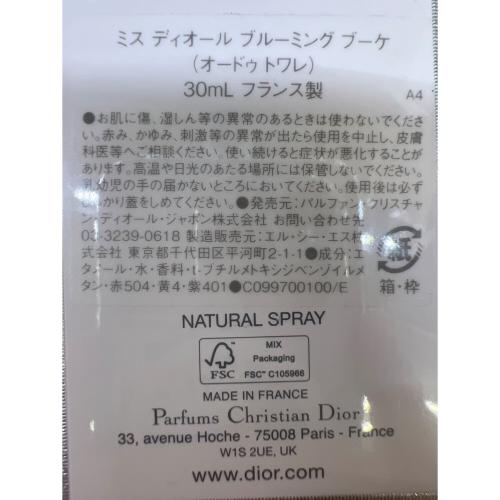 ミス ディオール ブルーミング ブーケ
(オードゥ トワレ)
30mL フランス製
A4
●お肌に傷、湿しん等の異常のあるときは使わないでくださ
い。赤み、かゆみ、刺激等の異常が出たら使用を中止し、皮膚
科医等へご相談ください。使い続けると症状が悪化することが
あります。高温や日光のあたる場所には保管しないでください。
乳幼児の手の届かないところにおいてください。使用後は必ず
しっかり蓋をしめてください。●発売元:パルファン・クリスチャ
ン・ディオール・ジャポン株式会社 お問い合わせ先
03-3239-0618 製造販売元:エル・シー・エス株
式会社 東京都千代田区平河町2-1-1●成分:エ
タノール・水・香料・t-ブチルメトキシジベンゾイルメ
タン・赤504・黄4・紫401●C099700100/E
紙
箱・枠
NATURAL SPRAY
FSC
MIX
Packaging
FSC™ C105966
MADE IN FRANCE
Parfums Christian Dior
33, avenue Hoche - 75008 Paris - France
W1S 2UE, UK
www.dior.com